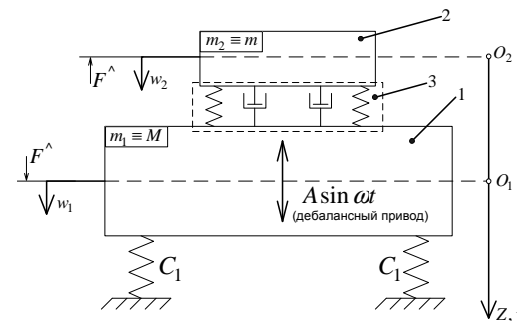 2
m₂ ≡ m
O₂
F^
w₂
3
1
m₁ ≡ M
F^
O₁
w₁
A sin ωt
(дебалансный привод)
C₁
C₁
Z,